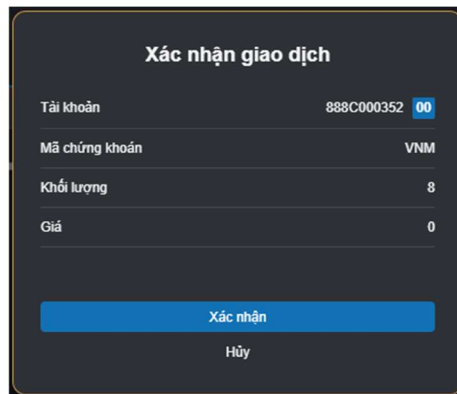 Xác nhận giao dịch
Tài khoản 888C000352 00
Mã chứng khoán VNM
Khối lượng 8
Giá 0
Xác nhận
Hủy